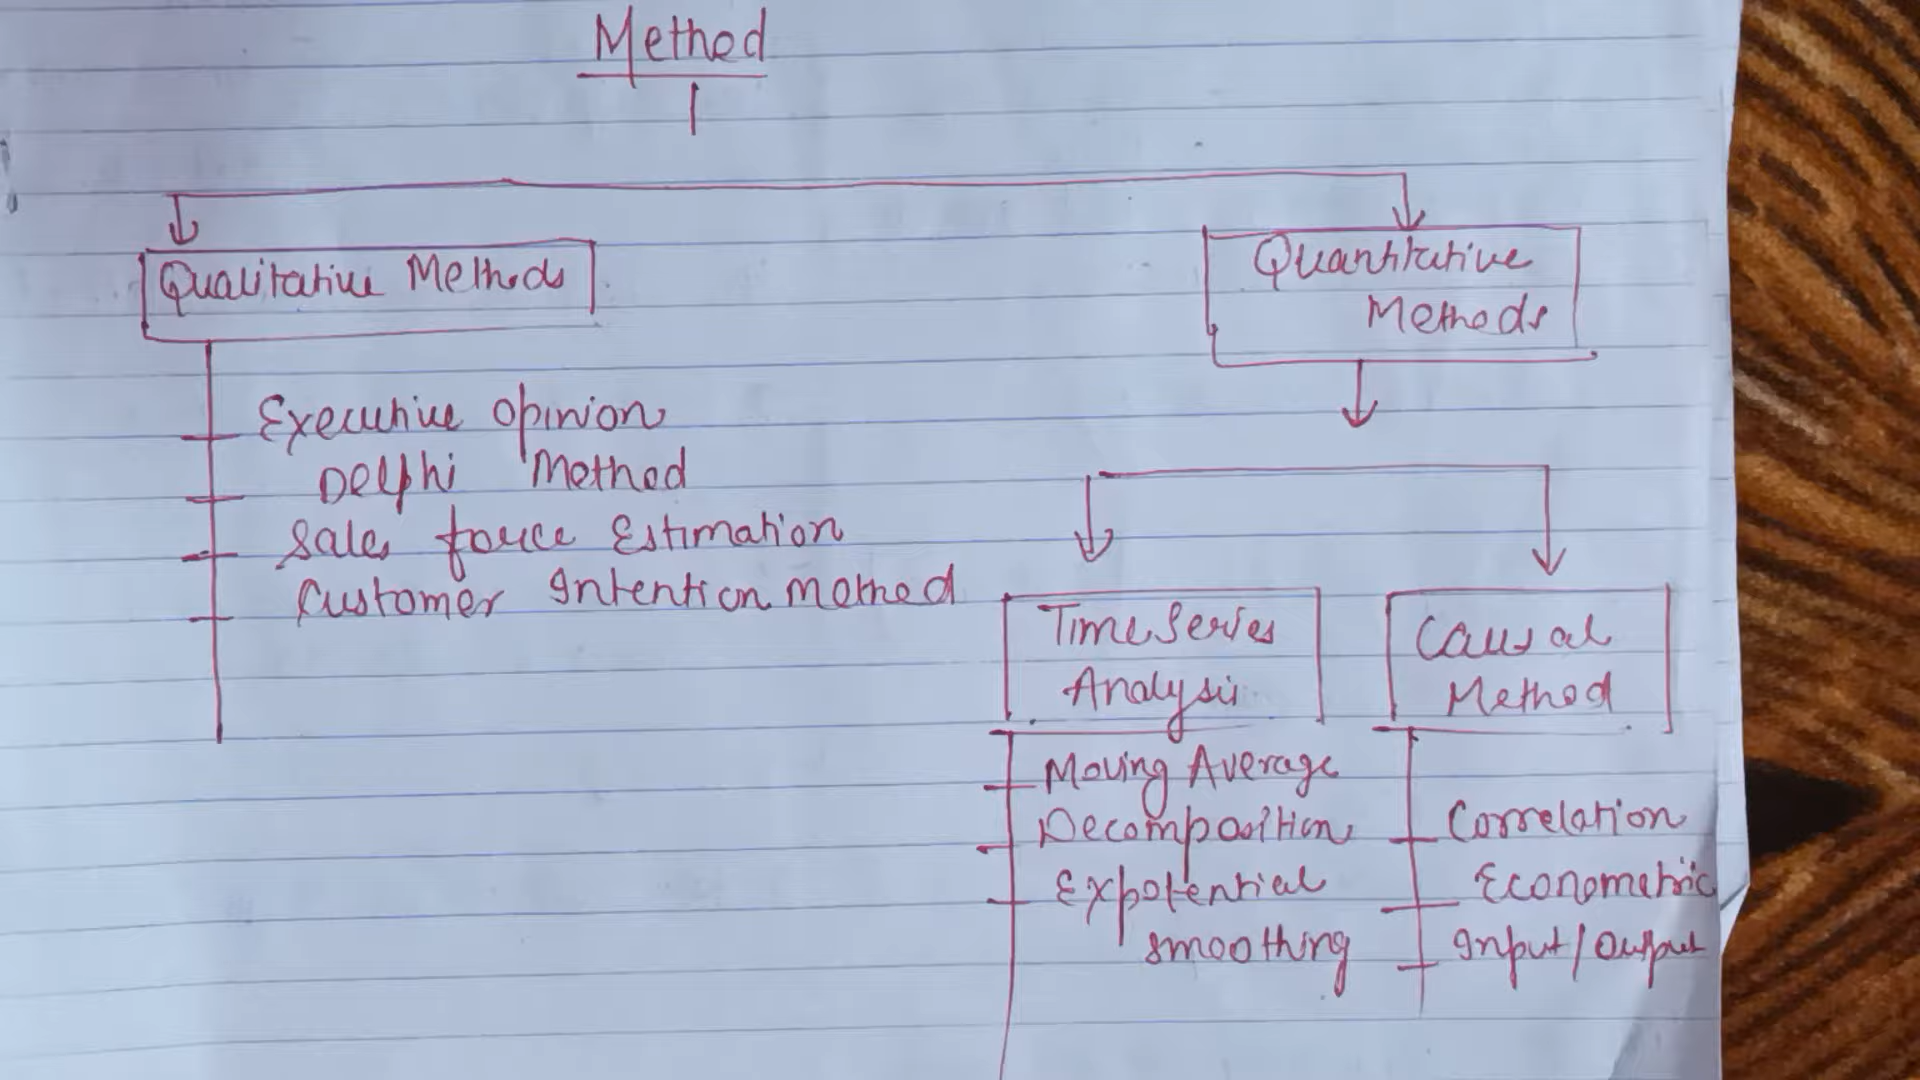 Method
Qualitative Methods
Executive Opinion
Delphi Method
Sales force Estimation
Customer Intention Method
Quantitative
Methods
Time Series
Analysis
Moving Average
Decomposition
Expotential
smoothing
Causal
Method
Correlation
Econometric
Input/Output